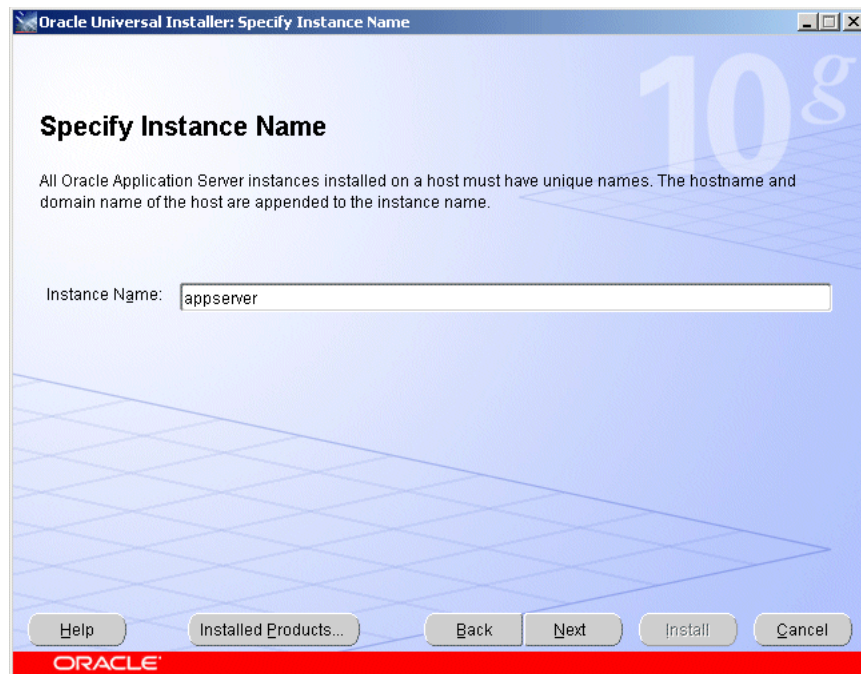 Oracle Universal Installer: Specify Instance Name
10g
Specify Instance Name
All Oracle Application Server instances installed on a host must have unique names. The hostname and
domain name of the host are appended to the instance name.
Instance Name: appserver
Help Installed Products... Back Next Install Cancel
ORACLE